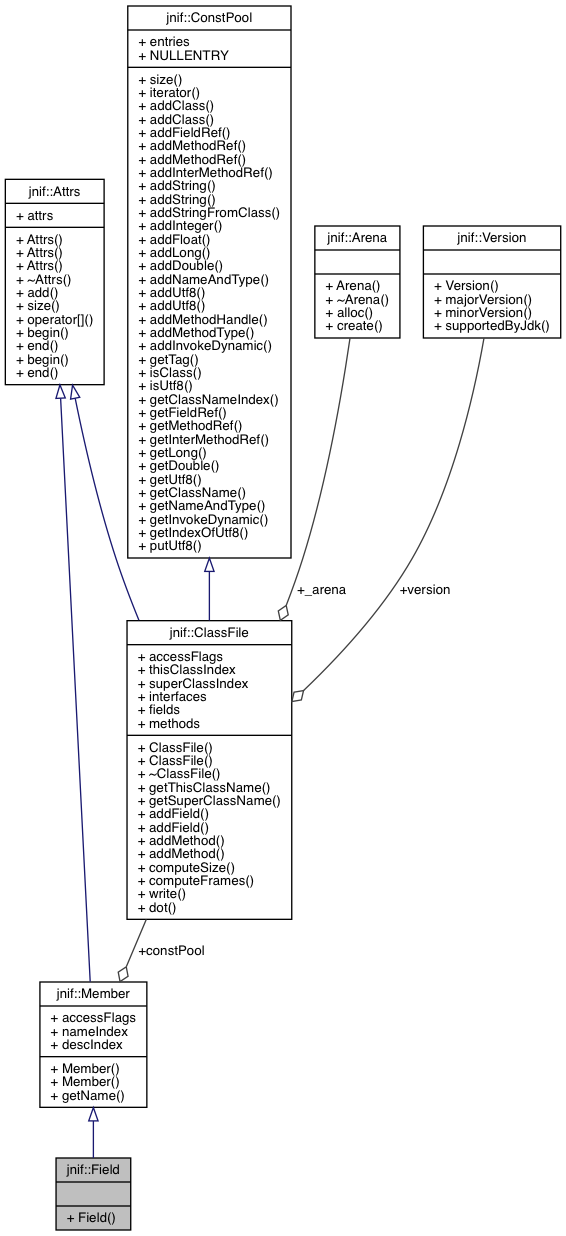 jnif::ConstPool
+ entries
+ NULLENTRY
+ size()
+ iterator()
+ addClass()
+ addClass()
+ addFieldRef()
+ addMethodRef()
+ addMethodRef()
+ addInterMethodRef()
+ addString()
+ addString()
+ addStringFromClass()
+ addInteger()
+ addFloat()
+ addLong()
+ addDouble()
+ addNameAndType()
+ addUtf8()
+ addUtf8()
+ addMethodHandle()
+ addMethodType()
+ addInvokeDynamic()
+ getTag()
+ isClass()
+ isUtf8()
+ getClassNameIndex()
+ getFieldRef()
+ getMethodRef()
+ getInterMethodRef()
+ getLong()
+ getDouble()
+ getUtf8()
+ getClassName()
+ getNameAndType()
+ getInvokeDynamic()
+ getIndexOfUtf8()
+ putUtf8()
jnif::Attrs
+ attrs
+ Attrs()
+ Attrs()
+ Attrs()
+ ~Attrs()
+ add()
+ size()
+ operator[]()
+ begin()
+ end()
+ begin()
+ end()
jnif::Arena
+ Arena()
+ ~Arena()
+ alloc()
+ create()
jnif::Version
+ Version()
+ majorVersion()
+ minorVersion()
+ supportedByJdk()
+_arena
+version
jnif::ClassFile
+ accessFlags
+ thisClassIndex
+ superClassIndex
+ interfaces
+ fields
+ methods
+ ClassFile()
+ ClassFile()
+ ~ClassFile()
+ getThisClassName()
+ getSuperClassName()
+ addField()
+ addField()
+ addMethod()
+ addMethod()
+ computeSize()
+ computeFrames()
+ write()
+ dot()
+constPool
jnif::Member
+ accessFlags
+ nameIndex
+ descIndex
+ Member()
+ Member()
+ getName()
jnif::Field
+ Field()